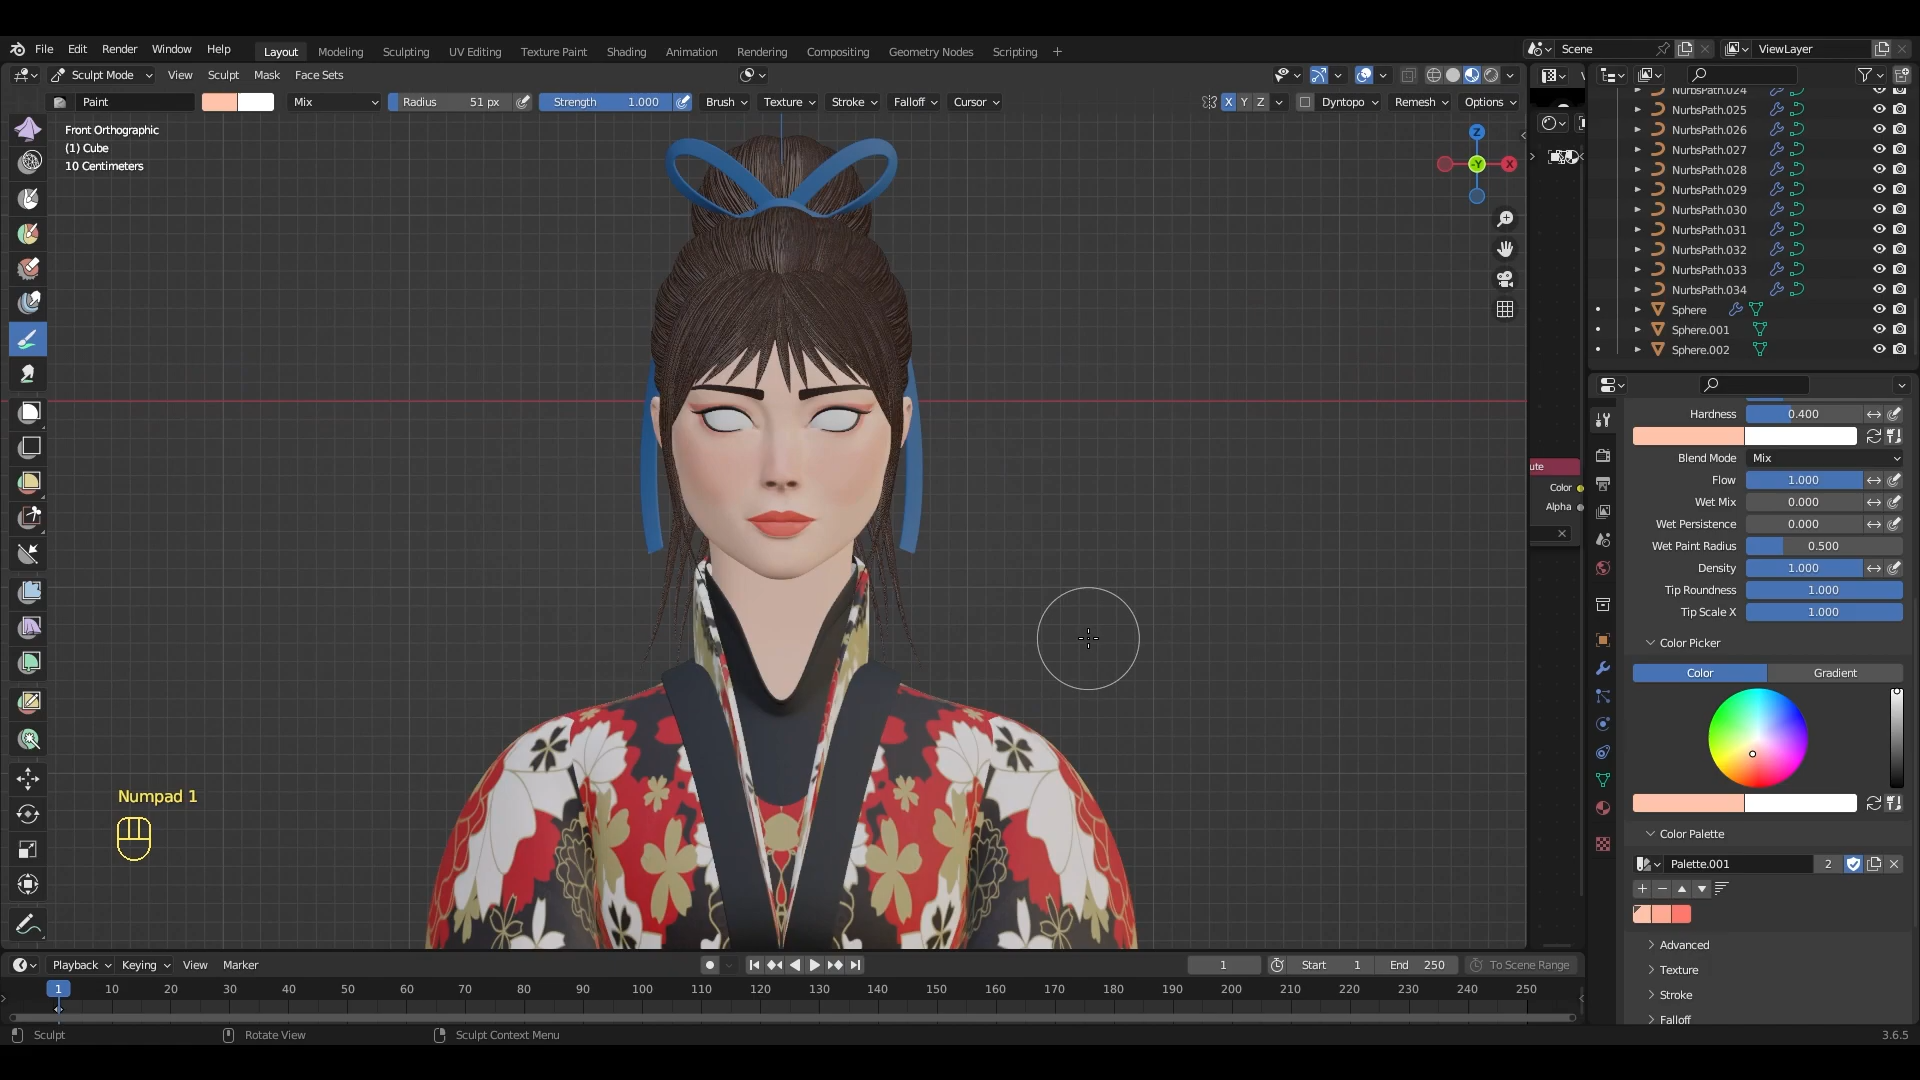 File Edit Render Window Help Layout Modeling Sculpting UV Editing Texture Paint Shading Animation Rendering Compositing Geometry Nodes Scripting + Scene ViewLayer
Sculpt Mode View Sculpt Mask Face Sets
Paint Mix Radius 51 px Strength 1.000 Brush Texture Stroke Falloff Cursor X Y Z Dyntopo Remesh Options
Front Orthographic
(1) Cube
10 Centimeters
Z
-Y
X
NurbsPath.024
NurbsPath.025
NurbsPath.026
NurbsPath.027
NurbsPath.028
NurbsPath.029
NurbsPath.030
NurbsPath.031
NurbsPath.032
NurbsPath.033
NurbsPath.034
Sphere
Sphere.001
Sphere.002
Hardness 0.400
Blend Mode Mix
Flow 1.000
Wet Mix 0.000
Wet Persistence 0.000
Wet Paint Radius 0.500
Density 1.000
Tip Roundness 1.000
Tip Scale X 1.000
Color Picker
Color Gradient
Color Palette
Palette.001 2
Advanced
Texture
Stroke
Falloff
ute
Color
Alpha
Numpad 1
Playback Keying View Marker 1 Start 1 End 250 To Scene Range
1 10 20 30 40 50 60 70 80 90 100 110 120 130 140 150 160 170 180 190 200 210 220 230 240 250
Sculpt Rotate View Sculpt Context Menu 3.6.5